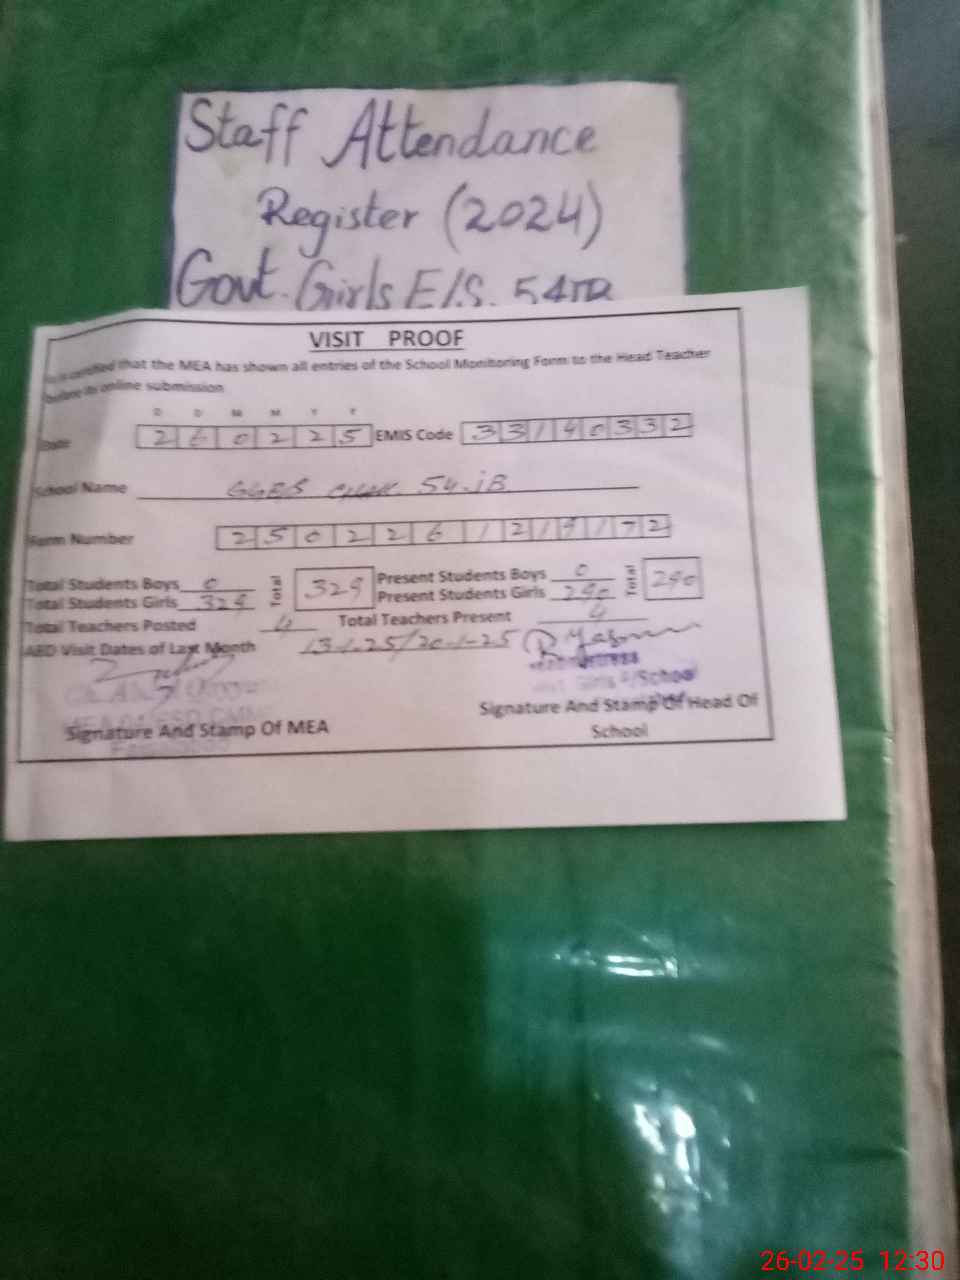 Staff Attendance
Register (2024)
Govt. Girls E/S. 54JB
VISIT PROOF
certified that the MEA has shown all entries of the School Monitoring Form to the Head Teacher
before its online submission
D D M M Y Y
Date 2 6 0 2 2 5 EMIS Code 3 3 1 4 0 3 3 2
School Name GGES CHAK 54.JB
Form Number 2 5 0 2 2 6 1 2 1 9 1 7 2
Total Students Boys 0 Total 329 Present Students Boys 0 Total 290
Total Students Girls 329 Present Students Girls 290
Total Teachers Posted 4 Total Teachers Present 4
AEO Visit Dates of Last Month 13.1.25/20-1-25
Signature And Stamp Of MEA
Signature And Stamp Of Head Of
School
26-02-25 12:30